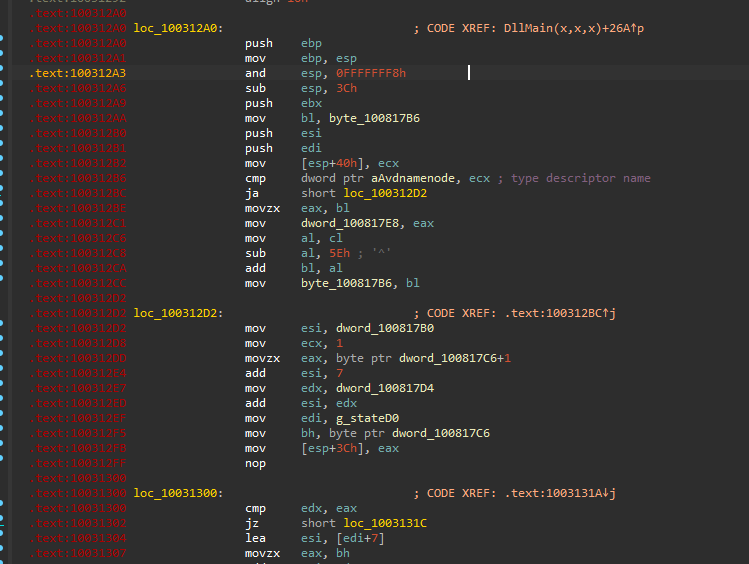 .text:10031292 align 10h
.text:100312A0
.text:100312A0 loc_100312A0: ; CODE XREF: DllMain(x,x,x)+26A↑p
.text:100312A0 push ebp
.text:100312A1 mov ebp, esp
.text:100312A3 and esp, 0FFFFFFF8h
.text:100312A6 sub esp, 3Ch
.text:100312A9 push ebx
.text:100312AA mov bl, byte_100817B6
.text:100312B0 push esi
.text:100312B1 push edi
.text:100312B2 mov [esp+40h], ecx
.text:100312B6 cmp dword ptr aAvdnamenode, ecx ; type descriptor name
.text:100312BC ja short loc_100312D2
.text:100312BE movzx eax, bl
.text:100312C1 mov dword_100817E8, eax
.text:100312C6 mov al, cl
.text:100312C8 sub al, 5Eh ; '^'
.text:100312CA add bl, al
.text:100312CC mov byte_100817B6, bl
.text:100312D2
.text:100312D2 loc_100312D2: ; CODE XREF: .text:100312BC↑j
.text:100312D2 mov esi, dword_100817B0
.text:100312D8 mov ecx, 1
.text:100312DD movzx eax, byte ptr dword_100817C6+1
.text:100312E4 add esi, 7
.text:100312E7 mov edx, dword_100817D4
.text:100312ED add esi, edx
.text:100312EF mov edi, g_stateD0
.text:100312F5 mov bh, byte ptr dword_100817C6
.text:100312FB mov [esp+3Ch], eax
.text:100312FF nop
.text:10031300
.text:10031300 loc_10031300: ; CODE XREF: .text:1003131A↓j
.text:10031300 cmp edx, eax
.text:10031302 jz short loc_1003131C
.text:10031304 lea esi, [edi+7]
.text:10031307 movzx eax, bh